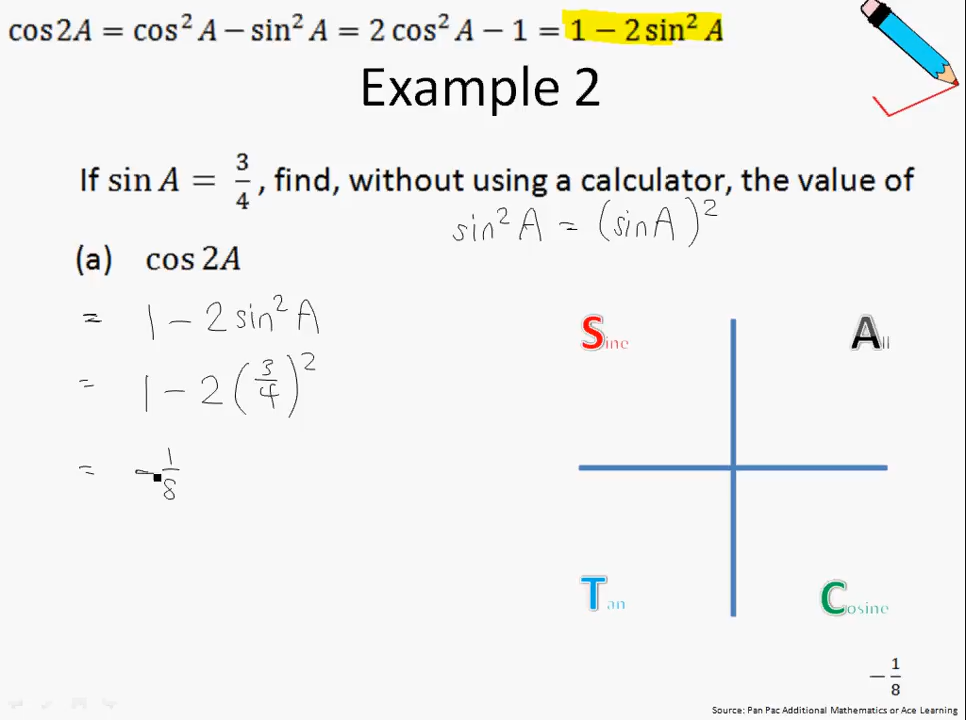 cos2A = cos² A − sin² A = 2 cos² A − 1 = 1 − 2 sin² A
Example 2
If sin A = 3/4, find, without using a calculator, the value of
sin² A = (sin A)²
(a) cos 2A
= 1 − 2 sin² A
= 1 − 2 (3/4)²
= − 1/8
Sine
All
Tan
Cosine
− 1/8
Source: Pan Pac Additional Mathematics or Ace Learning